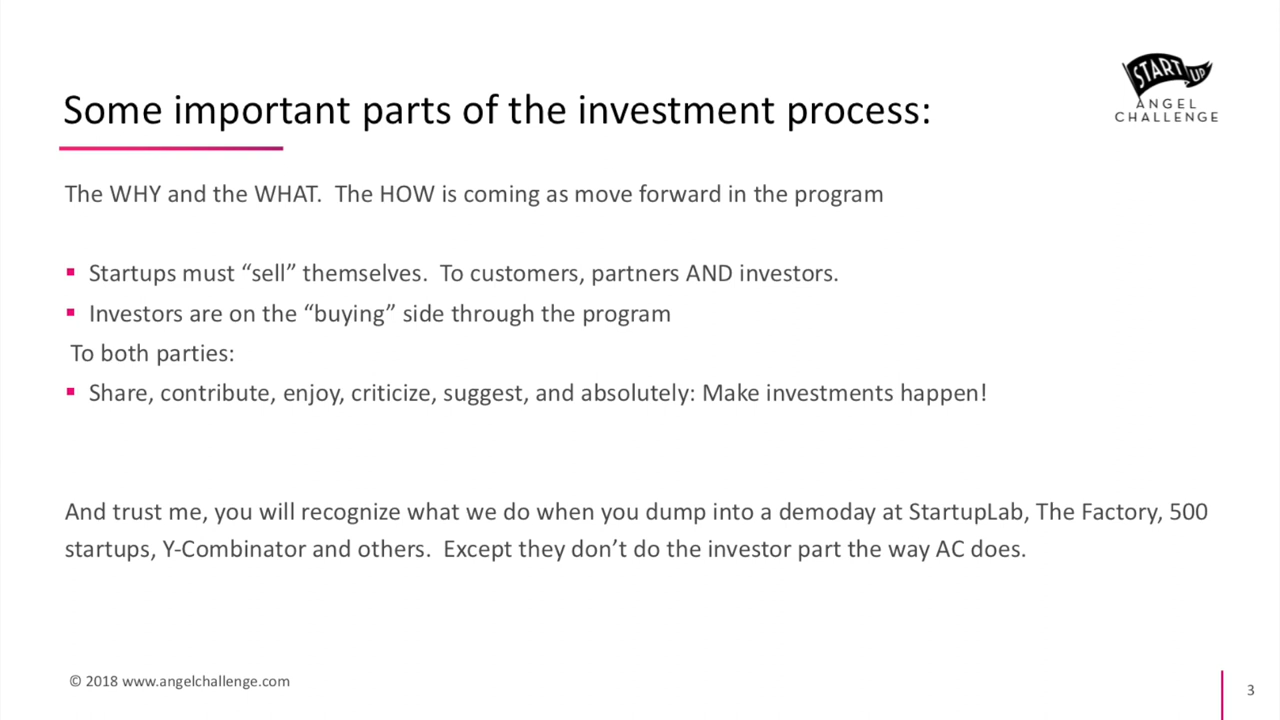 START UP
ANGEL
CHALLENGE
Some important parts of the investment process:
The WHY and the WHAT.  The HOW is coming as move forward in the program
▪ Startups must “sell” themselves.  To customers, partners AND investors.
▪ Investors are on the “buying” side through the program
To both parties:
▪ Share, contribute, enjoy, criticize, suggest, and absolutely: Make investments happen!
And trust me, you will recognize what we do when you dump into a demoday at StartupLab, The Factory, 500
startups, Y-Combinator and others.  Except they don’t do the investor part the way AC does.
© 2018 www.angelchallenge.com
3